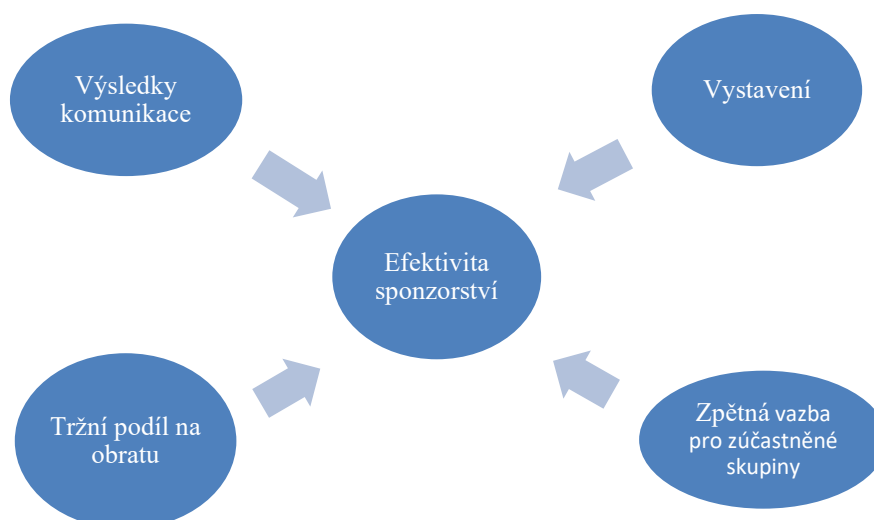 Výsledky
komunikace
Vystavení
Efektivita
sponzorství
Tržní podíl na
obratu
Zpětná vazba
pro zúčastněné
skupiny